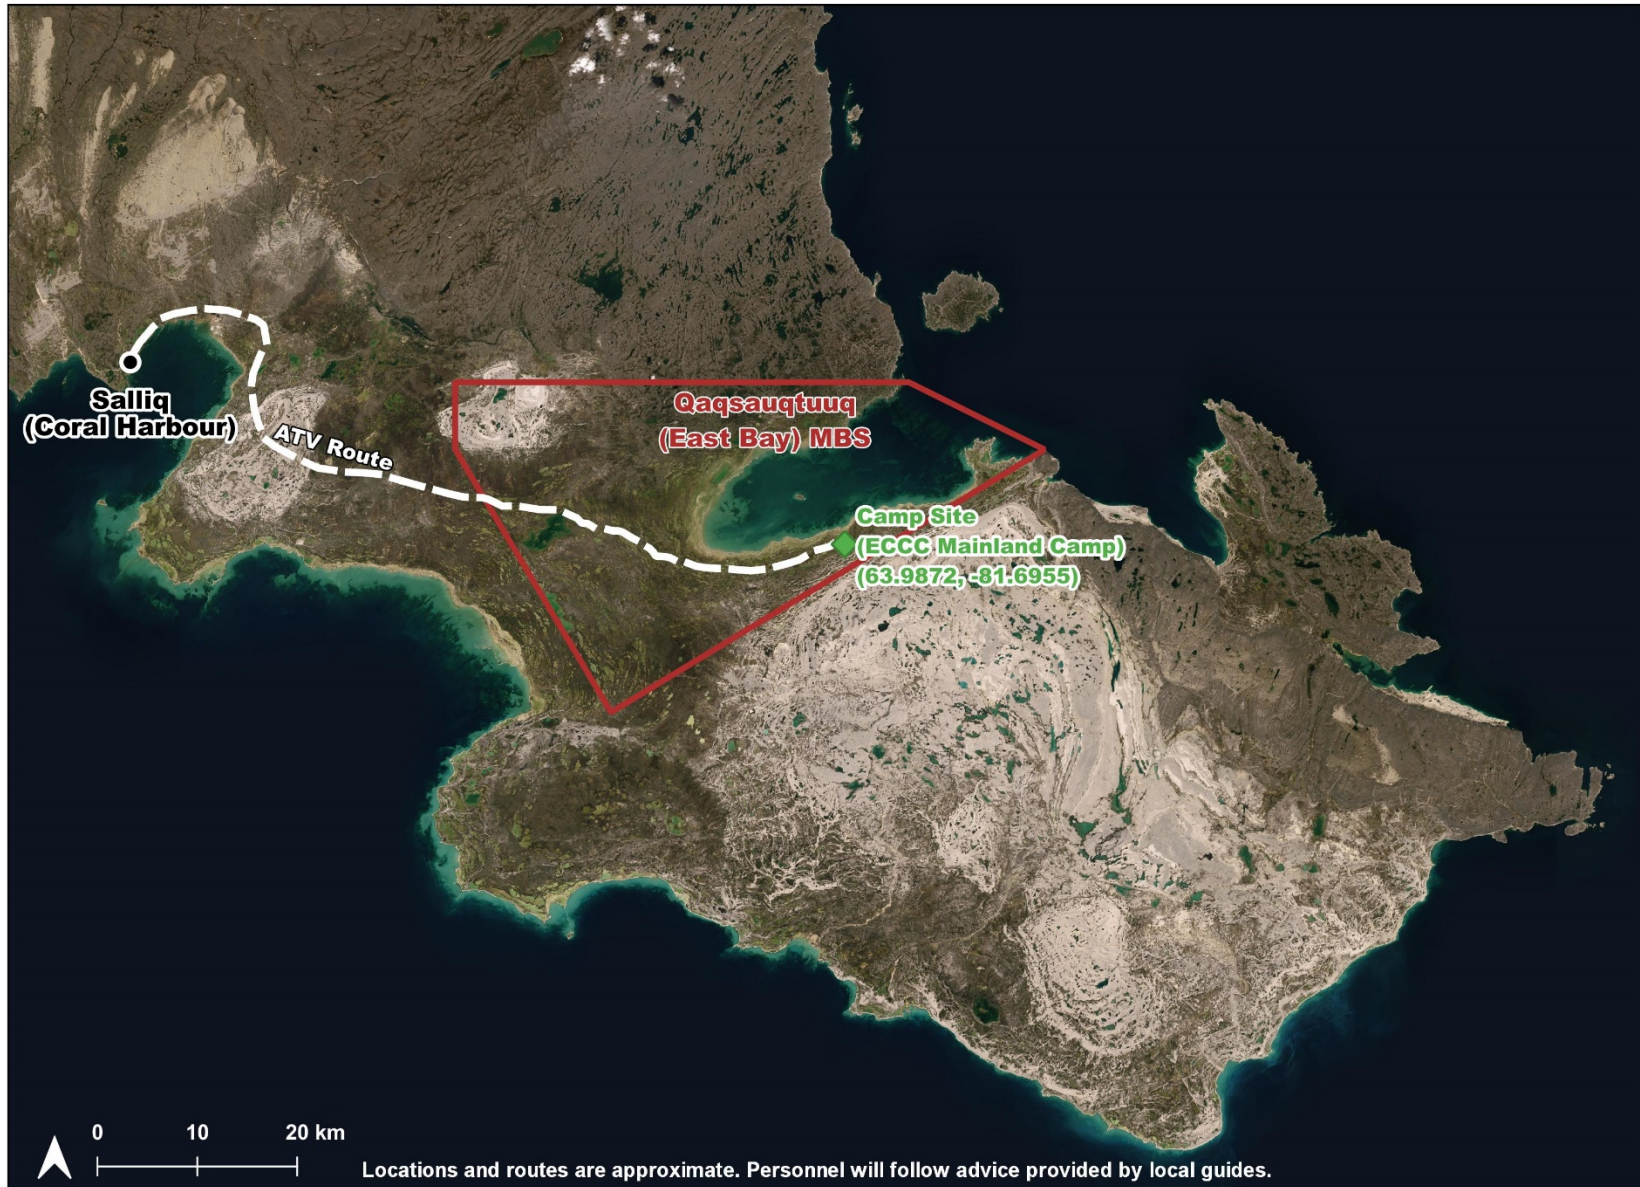 Salliq
(Coral Harbour)
ATV Route
Qaqsauqtuuq
(East Bay) MBS
Camp Site
(ECCC Mainland Camp)
(63.9872, -81.6955)
0 10 20 km
Locations and routes are approximate. Personnel will follow advice provided by local guides.